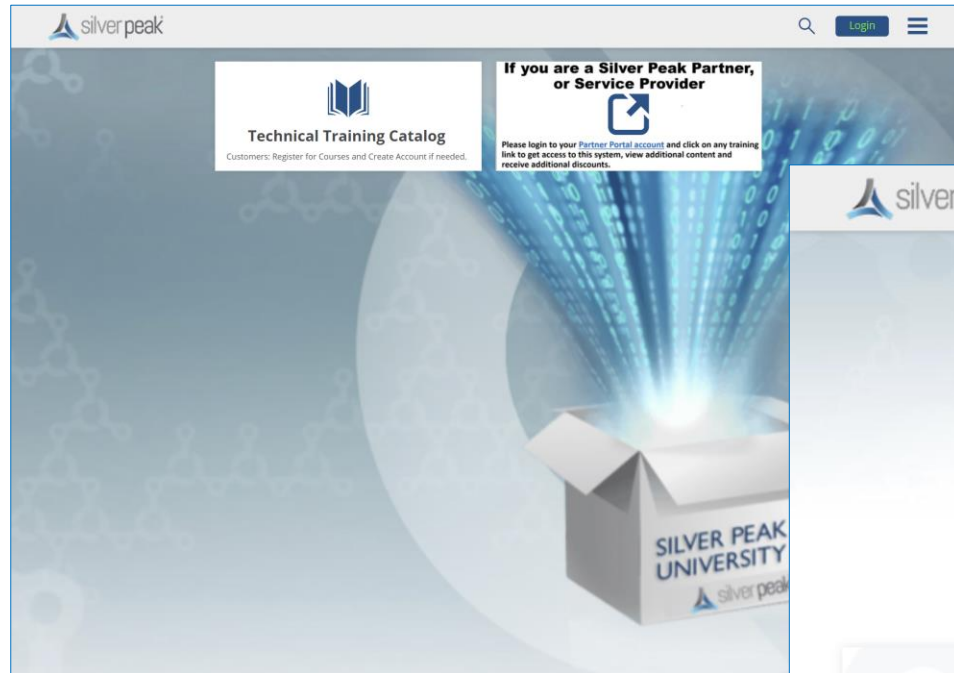 silver peak
Login
Technical Training Catalog
Customers: Register for Courses and Create Account if needed.
If you are a Silver Peak Partner,
or Service Provider
Please login to your Partner Portal account and click on any training
link to get access to this system, view additional content and
receive additional discounts.
silver
SILVER PEAK
UNIVERSITY
silver peak